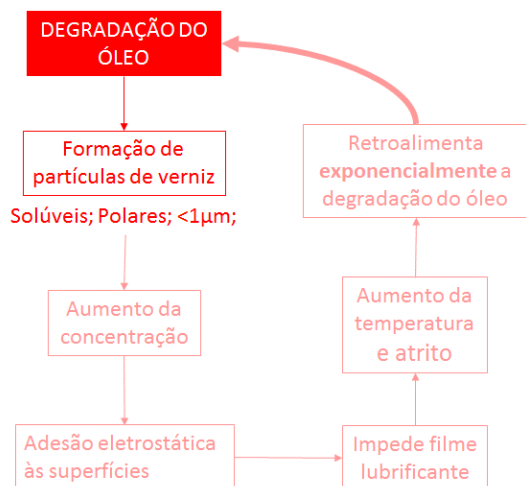 DEGRADAÇÃO DO
ÓLEO
Formação de
partículas de verniz
Solúveis; Polares; <1µm;
Aumento da
concentração
Adesão eletrostática
às superfícies
Impede filme
lubrificante
Aumento da
temperatura
e atrito
Retroalimenta
exponencialmente a
degradação do óleo